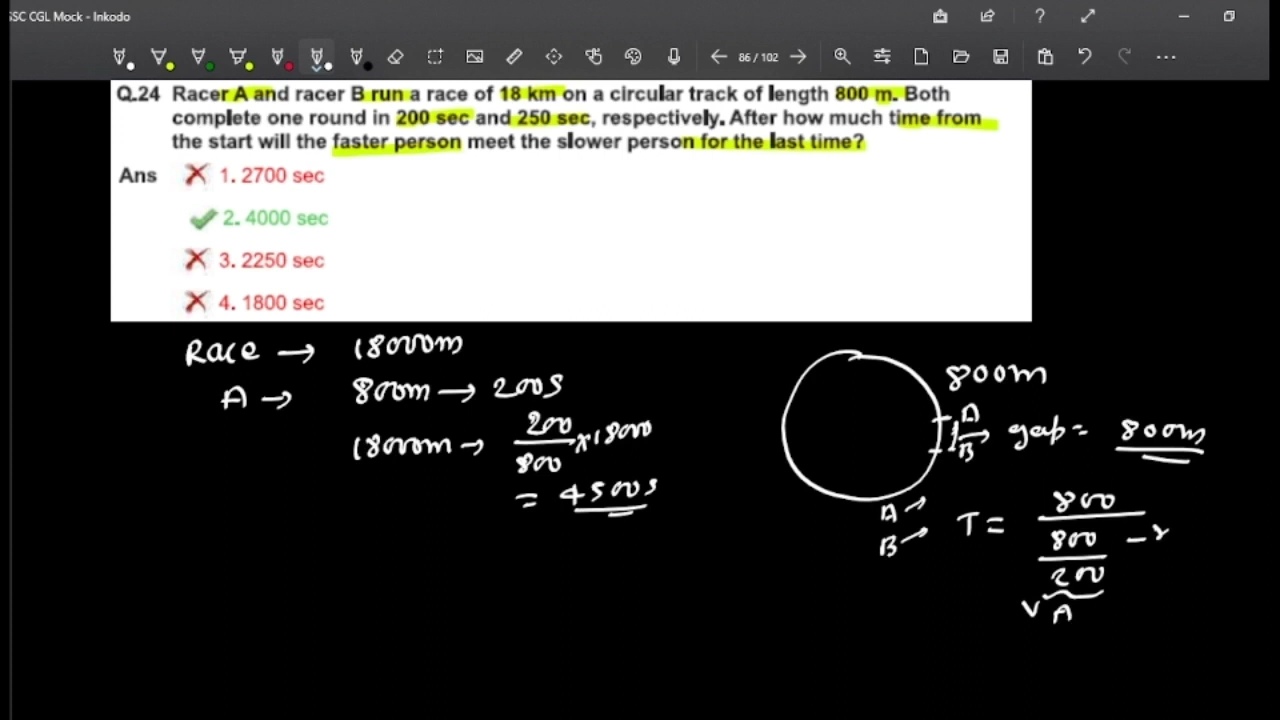 SSC CGL Mock - Inkodo
86 / 102
Q.24 Racer A and racer B run a race of 18 km on a circular track of length 800 m. Both
complete one round in 200 sec and 250 sec, respectively. After how much time from
the start will the faster person meet the slower person for the last time?
Ans 1. 2700 sec
2. 4000 sec
3. 2250 sec
4. 1800 sec
Race → 18000m
A → 800m → 200s
18000m → 200/800 × 18000
= 4500s
800m
A
B → gap = 800m
A →
B →
T = 800
800 -
200
V A